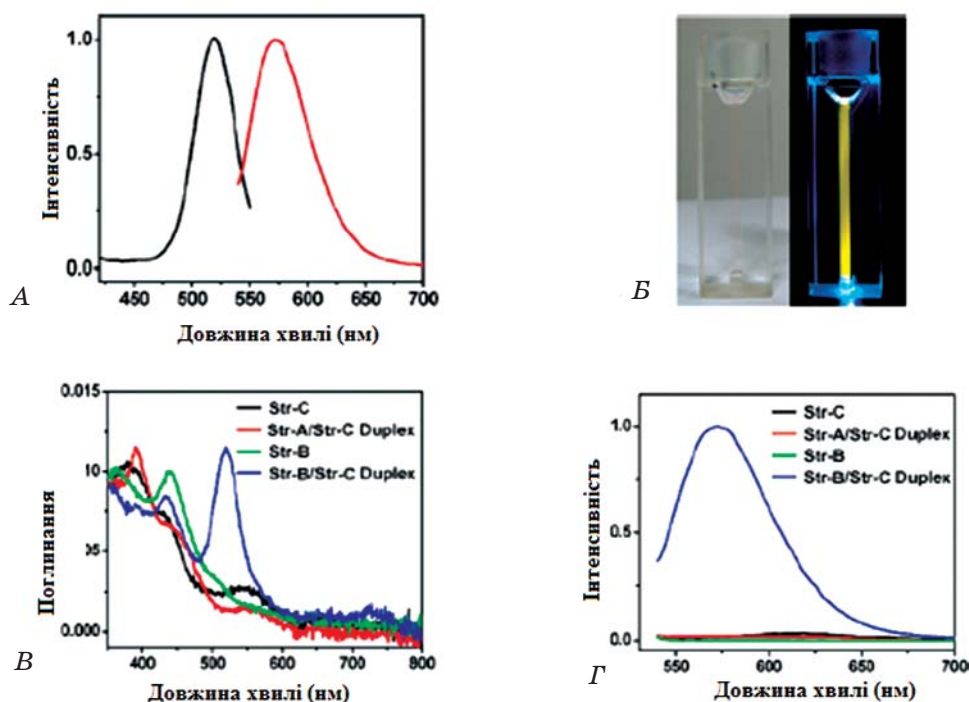 1.0
0.5
0.0
Інтенсивність
450 500 550 600 650 700
Довжина хвилі (нм)
А
Б
0.015
10
05
0.000
Поглинання
Str-C
Str-A/Str-C Duplex
Str-B
Str-B/Str-C Duplex
400 500 600 700 800
Довжина хвилі (нм)
В
1.0
0.5
0.0
Інтенсивність
Str-C
Str-A/Str-C Duplex
Str-B
Str-B/Str-C Duplex
550 600 650 700
Довжина хвилі (нм)
Г